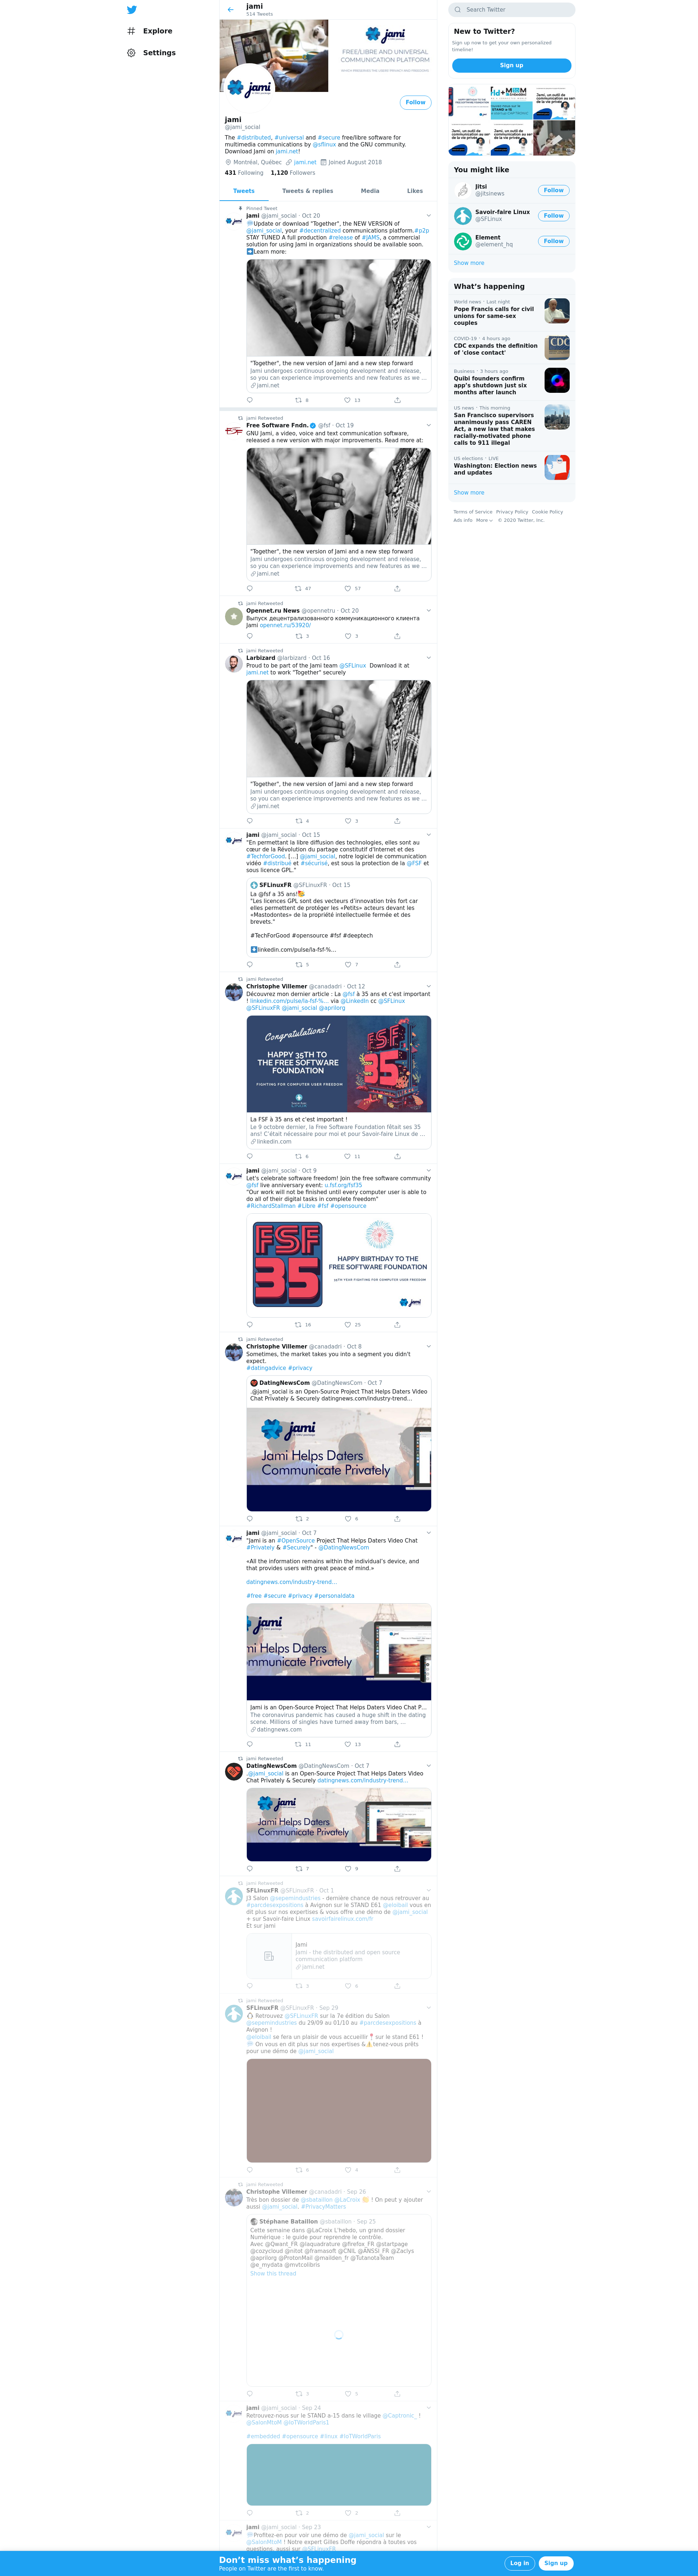 Explore
Settings
jami
514 Tweets
jami
FREE/LIBRE AND UNIVERSAL
COMMUNICATION PLATFORM
jami
Follow
jami
@jami_social
The #distributed, #universal and #secure free/libre software for
multimedia communications by @sflinux and the GNU community.
Download Jami on jami.net!
Montréal, Québec jami.net Joined August 2018
431 Following 1,120 Followers
Tweets Tweets & replies Media Likes
Pinned Tweet
jami @jami_social · Oct 20
Update or download "Together", the NEW VERSION of
@jami_social, your #decentralized communications platform.#p2p
STAY TUNED A full production #release of #JAMS, a commercial
solution for using Jami in organizations should be available soon.
Learn more:
"Together", the new version of Jami and a new step forward
Jami undergoes continuous ongoing development and release,
so you can experience improvements and new features as we ...
jami.net
8 13
jami Retweeted
Free Software Fndn. @fsf · Oct 19
GNU Jami, a video, voice and text communication software,
released a new version with major improvements. Read more at:
"Together", the new version of Jami and a new step forward
Jami undergoes continuous ongoing development and release,
so you can experience improvements and new features as we ...
jami.net
47 57
jami Retweeted
Opennet.ru News @opennetru · Oct 20
Выпуск децентрализованного коммуникационного клиента
Jami opennet.ru/53920/
3 3
jami Retweeted
Larbizard @larbizard · Oct 16
Proud to be part of the Jami team @SFLinux Download it at
jami.net to work "Together" securely
"Together", the new version of Jami and a new step forward
Jami undergoes continuous ongoing development and release,
so you can experience improvements and new features as we ...
jami.net
4 3
jami @jami_social · Oct 15
"En permettant la libre diffusion des technologies, elles sont au
cœur de la Révolution du partage constitutif d'Internet et des
#TechforGood. [...] @jami_social, notre logiciel de communication
vidéo #distribué et #sécurisé, est sous la protection de la @FSF et
sous licence GPL."
SFLinuxFR @SFLinuxFR · Oct 15
La @fsf a 35 ans!
"Les licences GPL sont des vecteurs d'innovation très fort car
elles permettent de protéger les «Petits» acteurs devant les
«Mastodontes» de la propriété intellectuelle fermée et des
brevets."
#TechForGood #opensource #fsf #deeptech
linkedin.com/pulse/la-fsf-%...
5 7
jami Retweeted
Christophe Villemer @canadadri · Oct 12
Découvrez mon dernier article : La @fsf à 35 ans et c'est important
! linkedin.com/pulse/la-fsf-%... via @LinkedIn cc @SFLinux
@SFLinuxFR @jami_social @aprilorg
Congratulations!
HAPPY 35TH TO
THE FREE SOFTWARE
FOUNDATION
FIGHTING FOR COMPUTER USER FREEDOM
FSF
35
La FSF à 35 ans et c'est important !
Le 9 octobre dernier, la Free Software Foundation fêtait ses 35
ans! C'était nécessaire pour moi et pour Savoir-faire Linux de ...
linkedin.com
6 11
jami @jami_social · Oct 9
Let's celebrate software freedom! Join the free software community
@fsf live anniversary event: u.fsf.org/fsf35
"Our work will not be finished until every computer user is able to
do all of their digital tasks in complete freedom"
#RichardStallman #Libre #fsf #opensource
FSF
35
HAPPY BIRTHDAY TO THE
FREE SOFTWARE FOUNDATION
35TH YEAR FIGHTING FOR COMPUTER USER FREEDOM
jami
16 25
jami Retweeted
Christophe Villemer @canadadri · Oct 8
Sometimes, the market takes you into a segment you didn't
expect.
#datingadvice #privacy
DatingNewsCom @DatingNewsCom · Oct 7
.@jami_social is an Open-Source Project That Helps Daters Video
Chat Privately & Securely datingnews.com/industry-trend...
jami
Jami Helps Daters
Communicate Privately
2 6
jami @jami_social · Oct 7
"Jami is an #OpenSource Project That Helps Daters Video Chat
#Privately & #Securely" - @DatingNewsCom
«All the information remains within the individual's device, and
that provides users with great peace of mind.»
datingnews.com/industry-trend...
#free #secure #privacy #personaldata
jami
mi Helps Daters
mmunicate Privately
Jami is an Open-Source Project That Helps Daters Video Chat P...
The coronavirus pandemic has caused a huge shift in the dating
scene. Millions of singles have turned away from bars, ...
datingnews.com
11 13
jami Retweeted
DatingNewsCom @DatingNewsCom · Oct 7
.@jami_social is an Open-Source Project That Helps Daters Video
Chat Privately & Securely datingnews.com/industry-trend...
jami
Jami Helps Daters
Communicate Privately
7 9
jami Retweeted
SFLinuxFR @SFLinuxFR · Oct 1
J3 Salon @sepemindustries - dernière chance de nous retrouver au
#parcdesexpositions à Avignon sur le STAND E61 @eloibail vous en
dit plus sur nos expertises & vous offre une démo de @jami_social
+ sur Savoir-faire Linux savoirfairelinux.com/fr
Et sur jami
Jami
Jami - the distributed and open source
communication platform
jami.net
3 6
jami Retweeted
SFLinuxFR @SFLinuxFR · Sep 29
Retrouvez @SFLinuxFR sur la 7e édition du Salon
@sepemindustries du 29/09 au 01/10 au #parcdesexpositions à
Avignon !
@eloibail se fera un plaisir de vous accueillir sur le stand E61 !
On vous en dit plus sur nos expertises & tenez-vous prêts
pour une démo de @jami_social
jami Retweeted
Christophe Villemer @canadadri · Sep 26
Très bon dossier de @sbataillon @LaCroix ! On peut y ajouter
aussi @jami_social. #PrivacyMatters
Stéphane Bataillon @sbataillon · Sep 25
Cette semaine dans @LaCroix L'hebdo, un grand dossier
Numérique : le guide pour reprendre le contrôle.
Avec @Qwant_FR @laquadrature @firefox_FR @startpage
@cozycloud @nitot @framasoft @CNIL @ANSSI_FR @Zaclys
@aprilorg @ProtonMail @mailden_fr @TutanotaTeam
@e_mydata @mvtcolibris
Show this thread
jami @jami_social · Sep 24
Retrouvez-nous sur le STAND a-15 dans le village @Captronic_ !
@SalonMtoM @IoTWorldParis1
#embedded #opensource #linux #IoTWorldParis
2 2
jami @jami_social · Sep 23
Profitez-en pour voir une démo de @jami_social sur le
@SalonMtoM ! Notre expert Gilles Doffe répondra à toutes vos
questions, aussi sur @SFLinuxFR
Search Twitter
New to Twitter?
Sign up now to get your own personalized
timeline!
Sign up
You might like
Jitsi
@jitsinews
Follow
Savoir-faire Linux
@SFLinux
Follow
Element
@element_hq
Follow
Show more
What's happening
World news · Last night
Pope Francis calls for civil
unions for same-sex
couples
COVID-19 · 4 hours ago
CDC expands the definition
of 'close contact'
CDC
Business · 3 hours ago
Quibi founders confirm
app's shutdown just six
months after launch
US news · This morning
San Francisco supervisors
unanimously pass CAREN
Act, a new law that makes
racially-motivated phone
calls to 911 illegal
US elections · LIVE
Washington: Election news
and updates
Show more
Terms of Service Privacy Policy Cookie Policy
Ads info More © 2020 Twitter, Inc.
Don't miss what's happening
People on Twitter are the first to know.
Log in Sign up